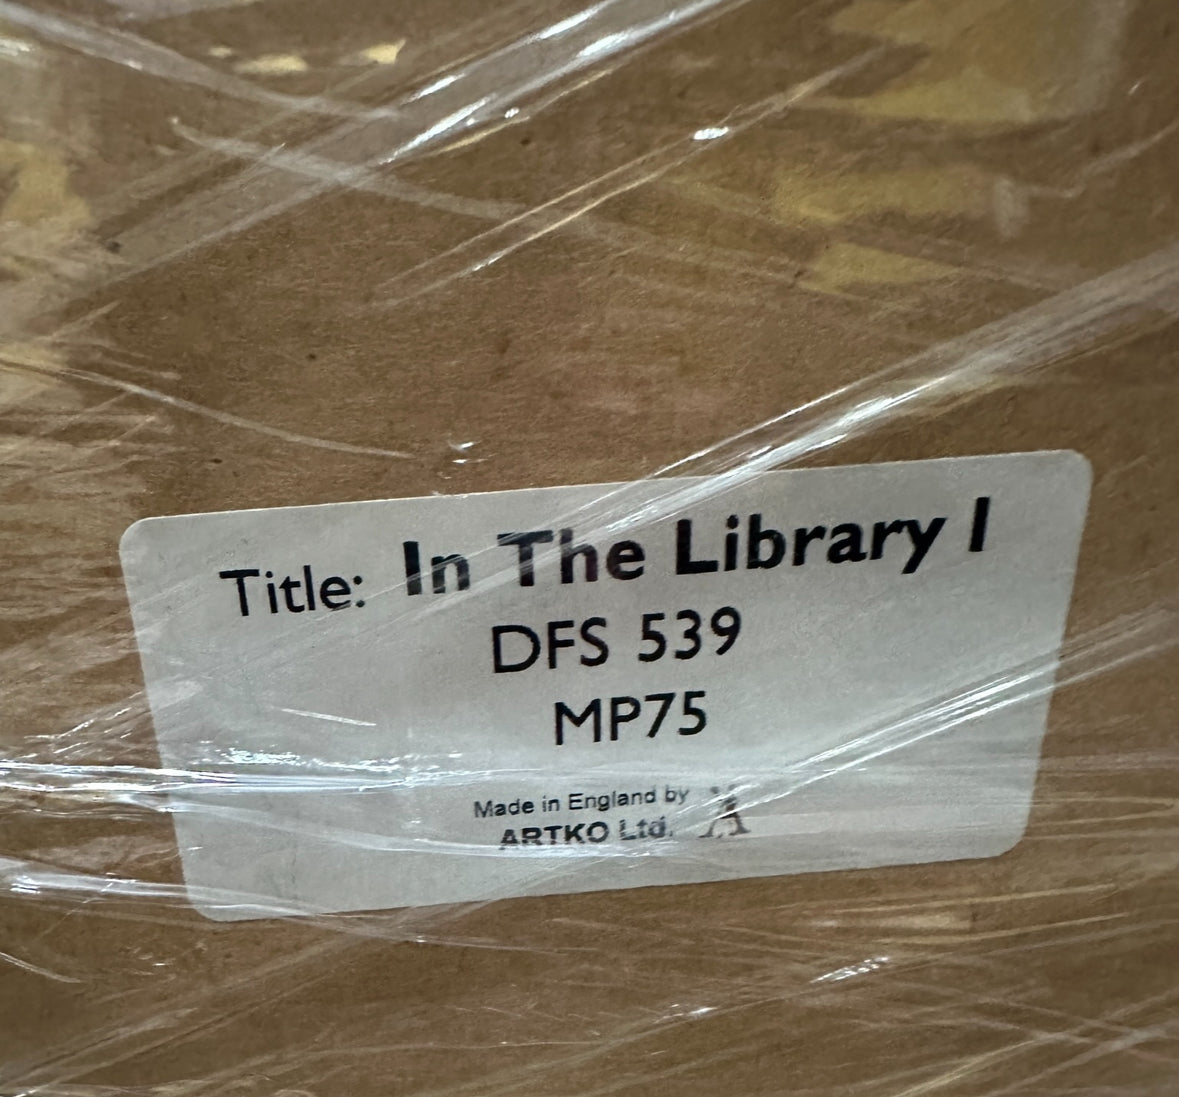 Title: In The Library I
DFS 539
MP75
Made in England by
ARTKO Ltd.